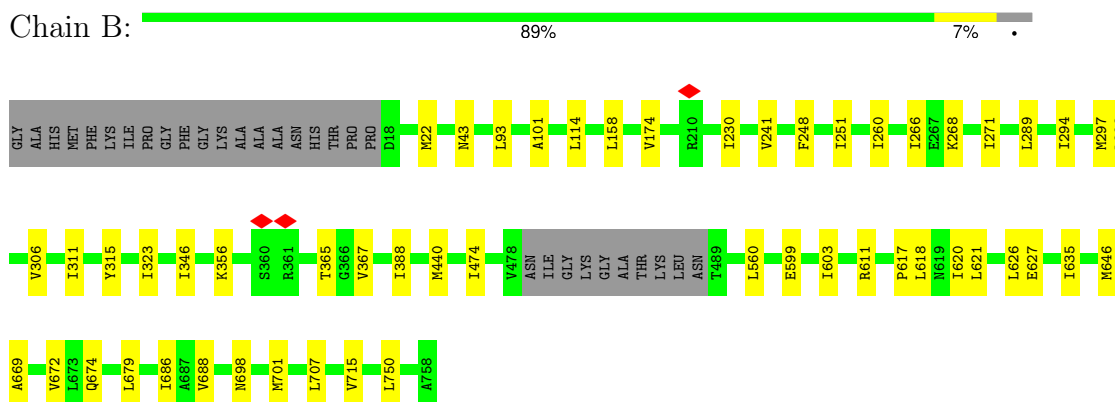 Chain B:
89% 7% •
GLY ALA HIS MET PHE LYS ILE PRO GLY PHE GLY LYS ALA ALA ALA ASN HIS THR PRO PRO D18 M22 N43 L93 A101 L114 L158 V174 R210 I230 V241 F248 I251 I260 I266 E267 K268 I271 L289 I294 M297
V306 I311 Y315 I323 I346 K356 S360 R361 T365 G366 V367 I388 M440 I474 V478 ASN ILE GLY LYS GLY ALA THR LYS LEU ASN T489 L560 E599 I603 R611 P617 L618 N619 I620 L621 L626 E627 I635 M646
A669 V672 L673 Q674 L679 I686 A687 V688 N698 M701 L707 V715 L750 A758